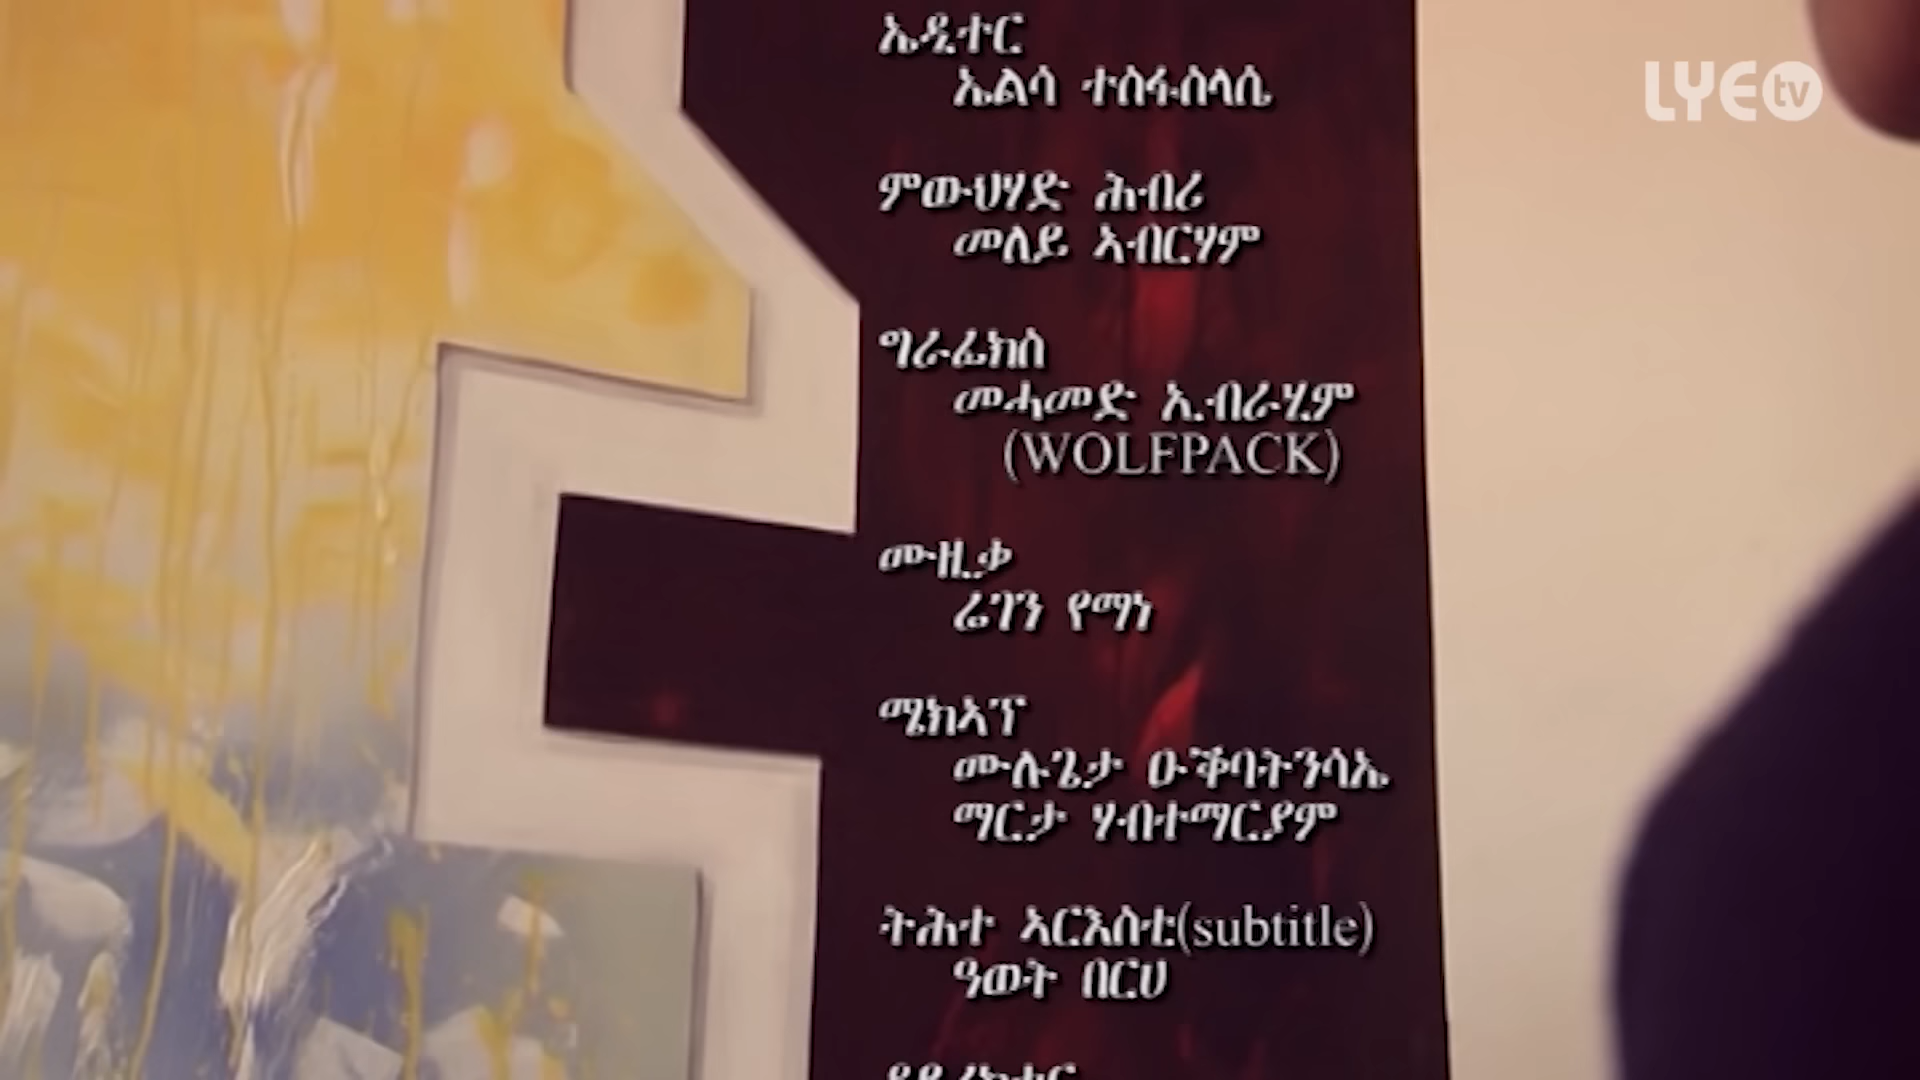 ኤዲተር
ኤልሳ ተስፋስላሴ
LYE tv
ምውህሃድ ሕብሪ
መለይ ኣብርሃም
ግራፊክስ
መሓመድ ኢብራሂም
(WOLFPACK)
ሙዚቃ
ሬገን የማነ
ሜክኣፕ
ሙሉጌታ ዑቕባትንሳኤ
ማርታ ሃብተማርያም
ትሕተ ኣርእስቲ(subtitle)
ዓወት በርሀ